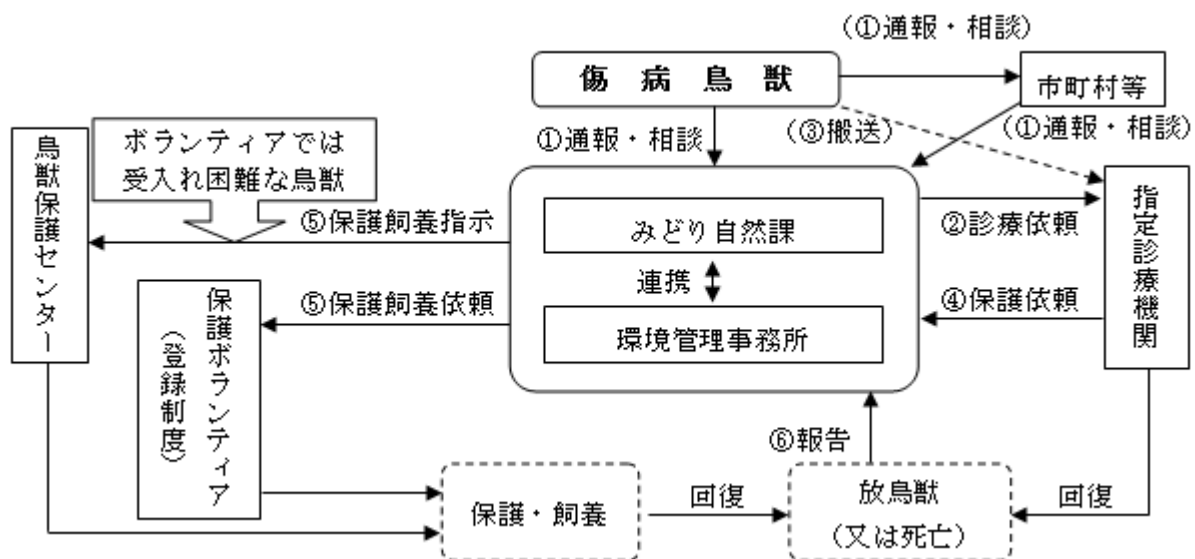 (①通報・相談)
傷病鳥獣
市町村等
ボランティアでは
受入れ困難な鳥獣
①通報・相談
(③搬送)
(①通報・相談)
鳥獣保護センター
⑤保護飼養指示
みどり自然課
②診療依頼
指定診療機関
連携
保護ボランティア
(登録制度)
⑤保護飼養依頼
環境管理事務所
④保護依頼
⑥報告
保護・飼養
回復
放鳥獣
(又は死亡)
回復